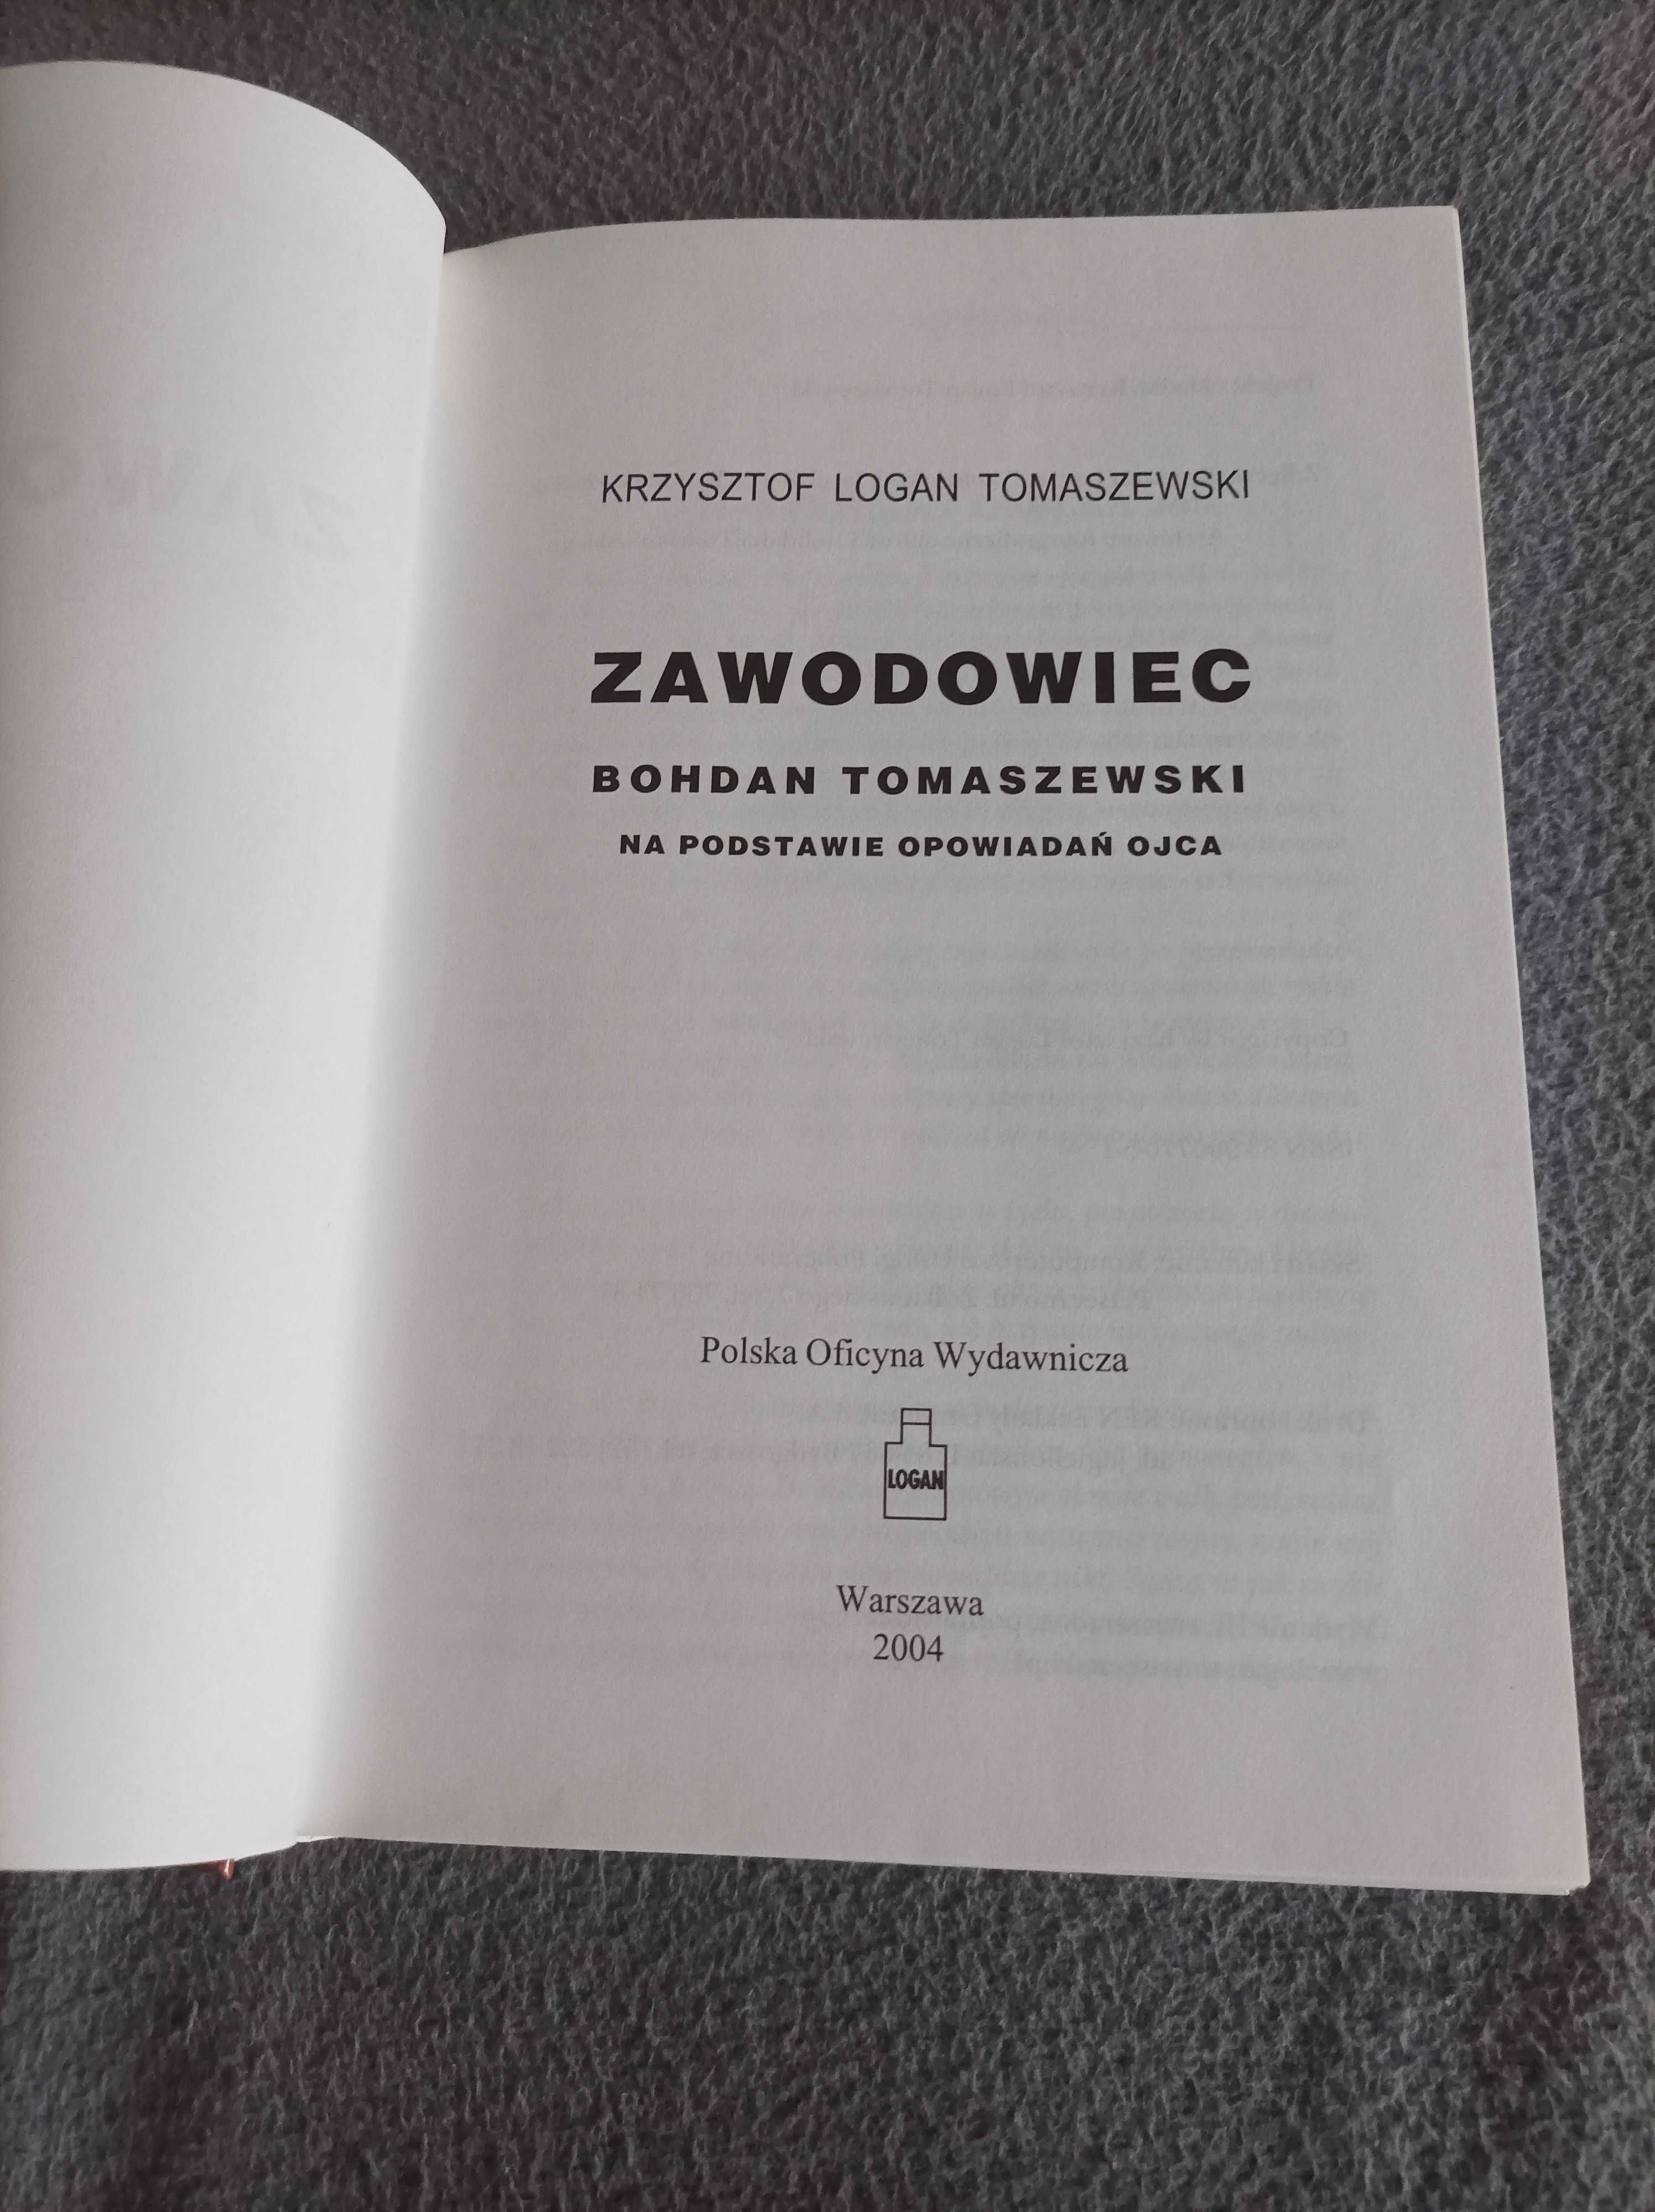 KRZYSZTOF LOGAN TOMASZEWSKI
ZAWODOWIEC
BOHDAN TOMASZEWSKI
NA PODSTAWIE OPOWIADAŃ OJCA
Polska Oficyna Wydawnicza
LOGAN
Warszawa
2004